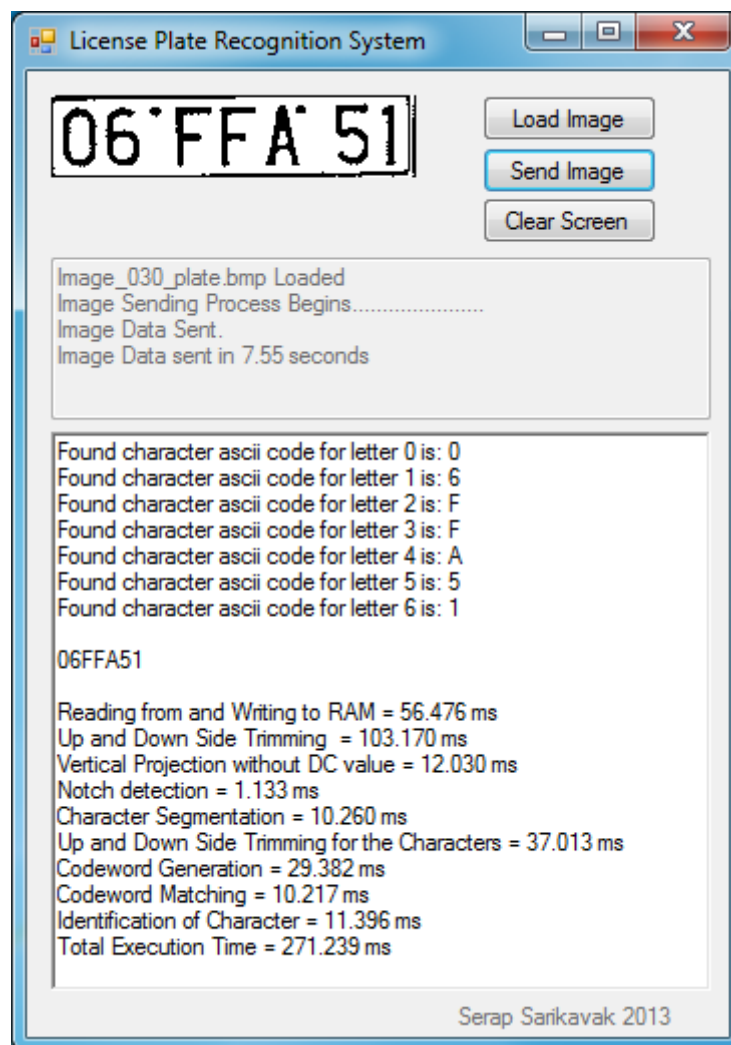 License Plate Recognition System
06 FFA 51
Load Image
Send Image
Clear Screen
Image_030_plate.bmp Loaded
Image Sending Process Begins......................
Image Data Sent.
Image Data sent in 7.55 seconds
Found character ascii code for letter 0 is: 0
Found character ascii code for letter 1 is: 6
Found character ascii code for letter 2 is: F
Found character ascii code for letter 3 is: F
Found character ascii code for letter 4 is: A
Found character ascii code for letter 5 is: 5
Found character ascii code for letter 6 is: 1
06FFA51
Reading from and Writing to RAM = 56.476 ms
Up and Down Side Trimming  = 103.170 ms
Vertical Projection without DC value = 12.030 ms
Notch detection = 1.133 ms
Character Segmentation = 10.260 ms
Up and Down Side Trimming for the Characters = 37.013 ms
Codeword Generation = 29.382 ms
Codeword Matching = 10.217 ms
Identification of Character = 11.396 ms
Total Execution Time = 271.239 ms
Serap Sarikavak 2013